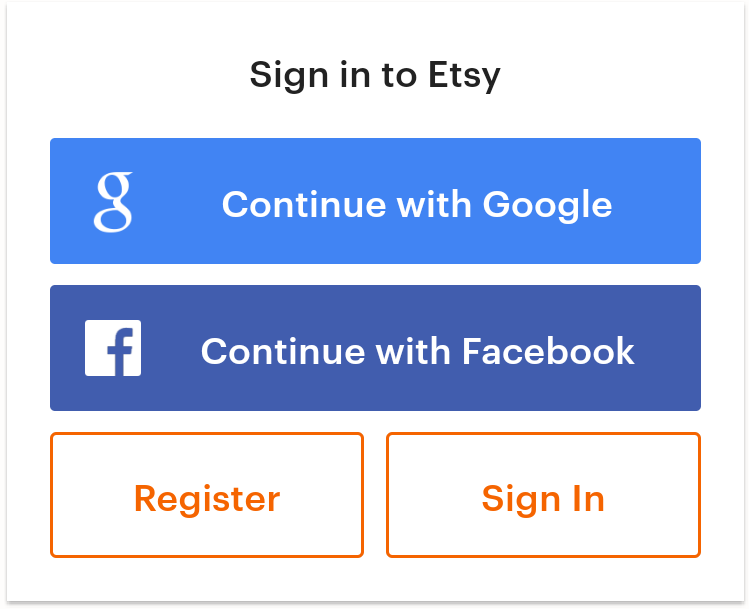 Sign in to Etsy
g
Continue with Google
f
Continue with Facebook
Register
Sign In